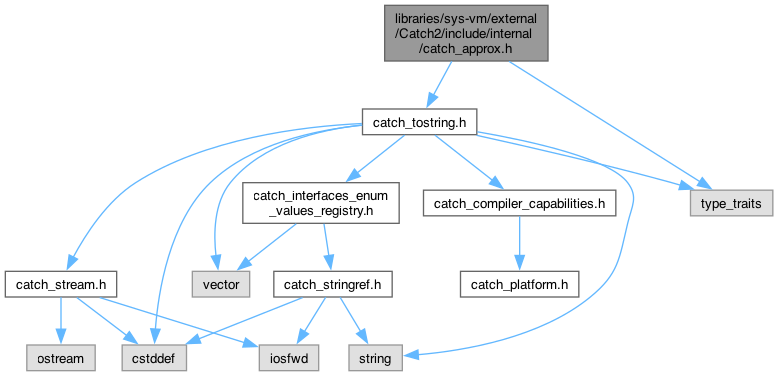 libraries/sys-vm/external
/Catch2/include/internal
/catch_approx.h
catch_tostring.h
catch_interfaces_enum
_values_registry.h
catch_compiler_capabilities.h
type_traits
catch_stream.h
vector
catch_stringref.h
catch_platform.h
ostream
cstddef
iosfwd
string